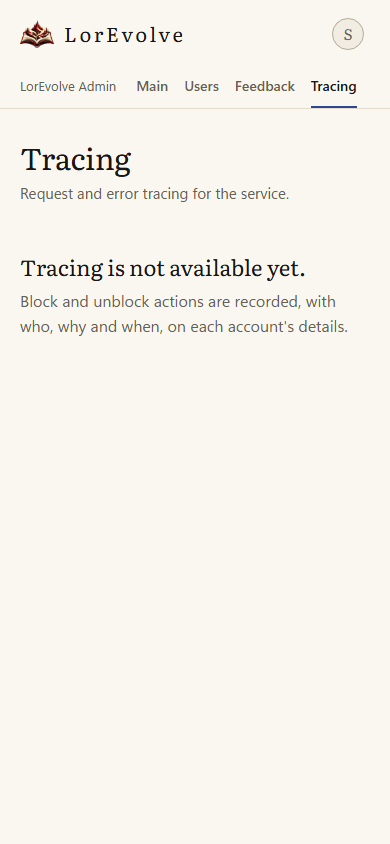 LorEvolve
S
LorEvolve Admin Main Users Feedback Tracing
Tracing
Request and error tracing for the service.
Tracing is not available yet.
Block and unblock actions are recorded, with
who, why and when, on each account's details.